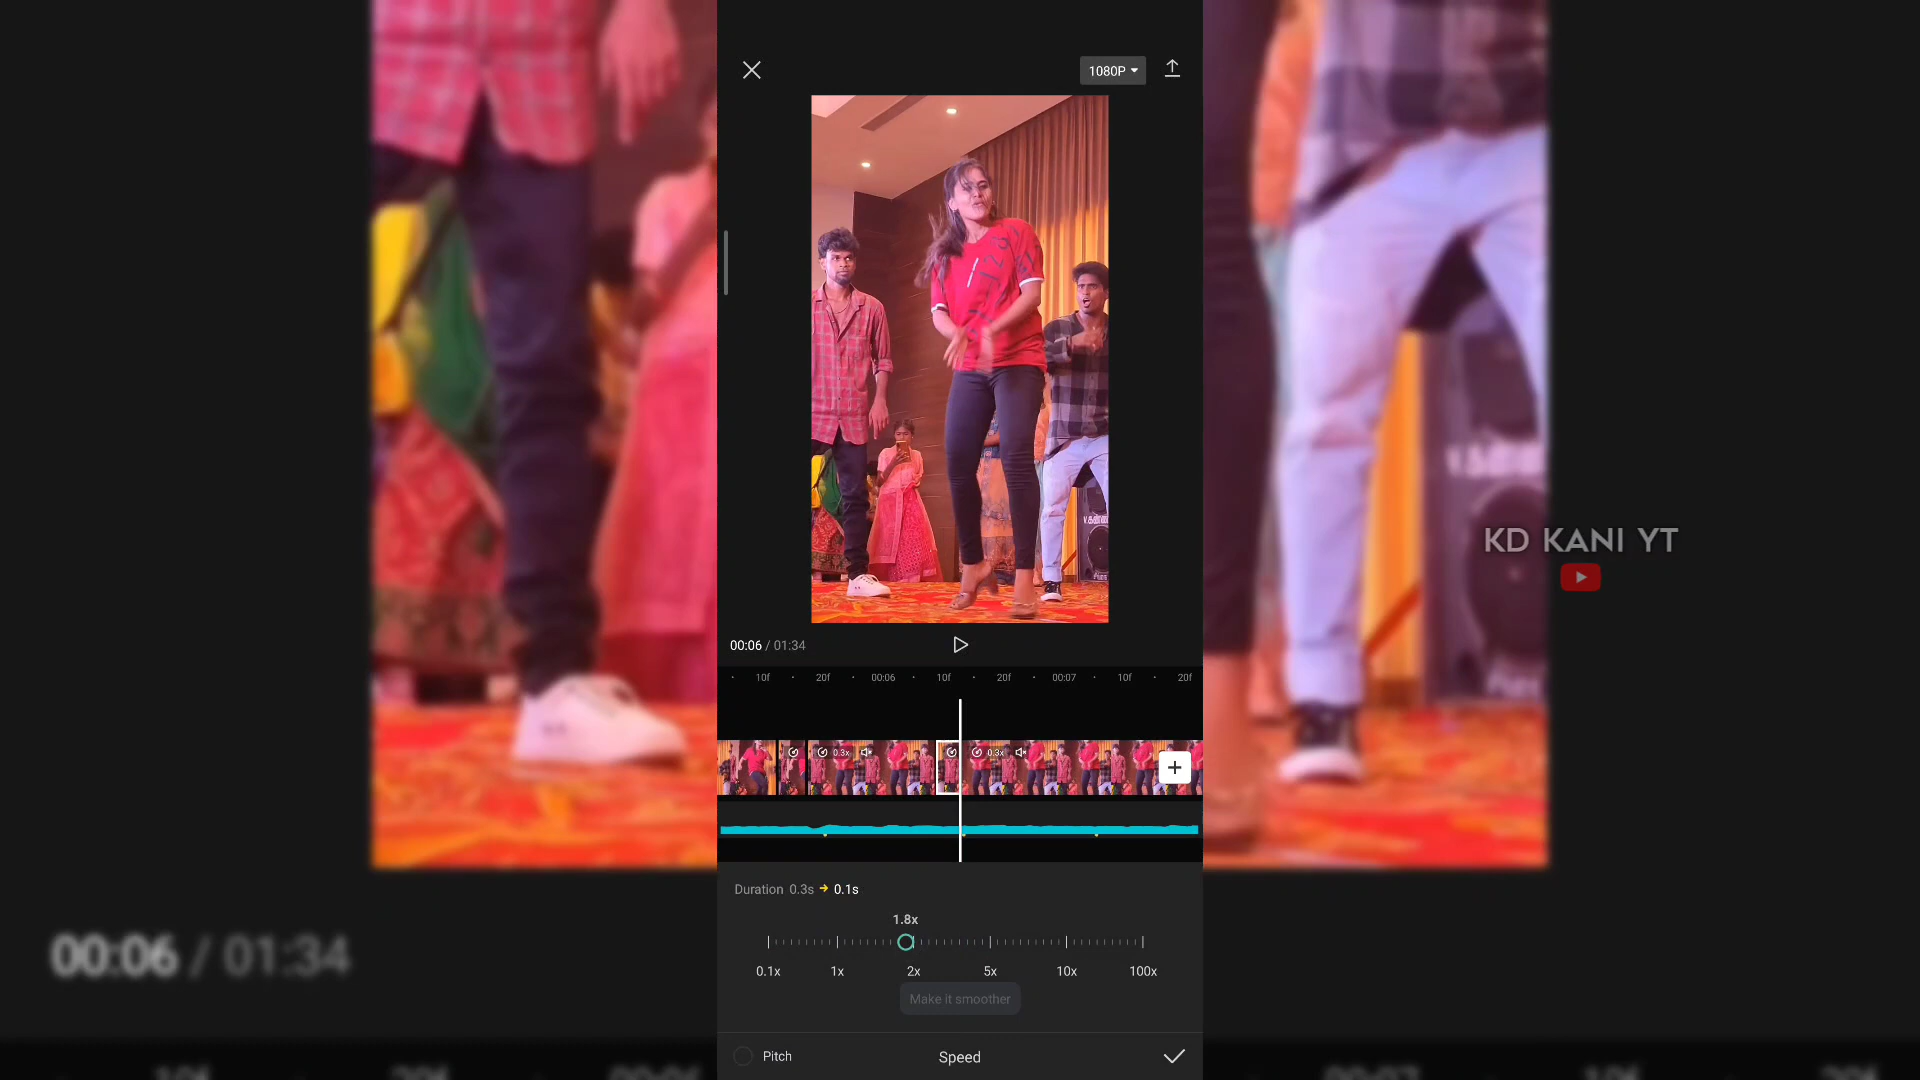 1080P
00:06 / 01:34
10f 20f 00:06 10f 20f 00:07 10f 20f
0.3x 0.3x
Duration 0.3s → 0.1s
1.8x
0.1x 1x 2x 5x 10x 100x
Make it smoother
Pitch Speed
KD KANI YT
00:06 / 01:34